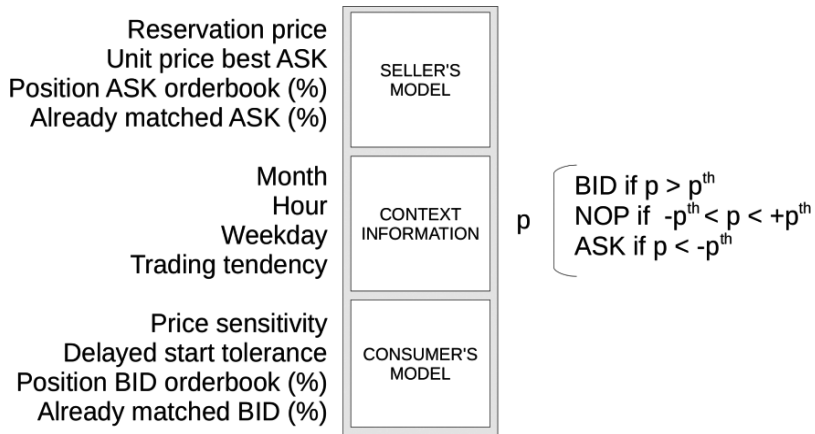 Reservation price
Unit price best ASK
Position ASK orderbook (%)
Already matched ASK (%)
SELLER'S
MODEL
Month
Hour
Weekday
Trading tendency
CONTEXT
INFORMATION
Price sensitivity
Delayed start tolerance
Position BID orderbook (%)
Already matched BID (%)
CONSUMER'S
MODEL
p
BID if p > p^th
NOP if -p^th < p < +p^th
ASK if p < -p^th